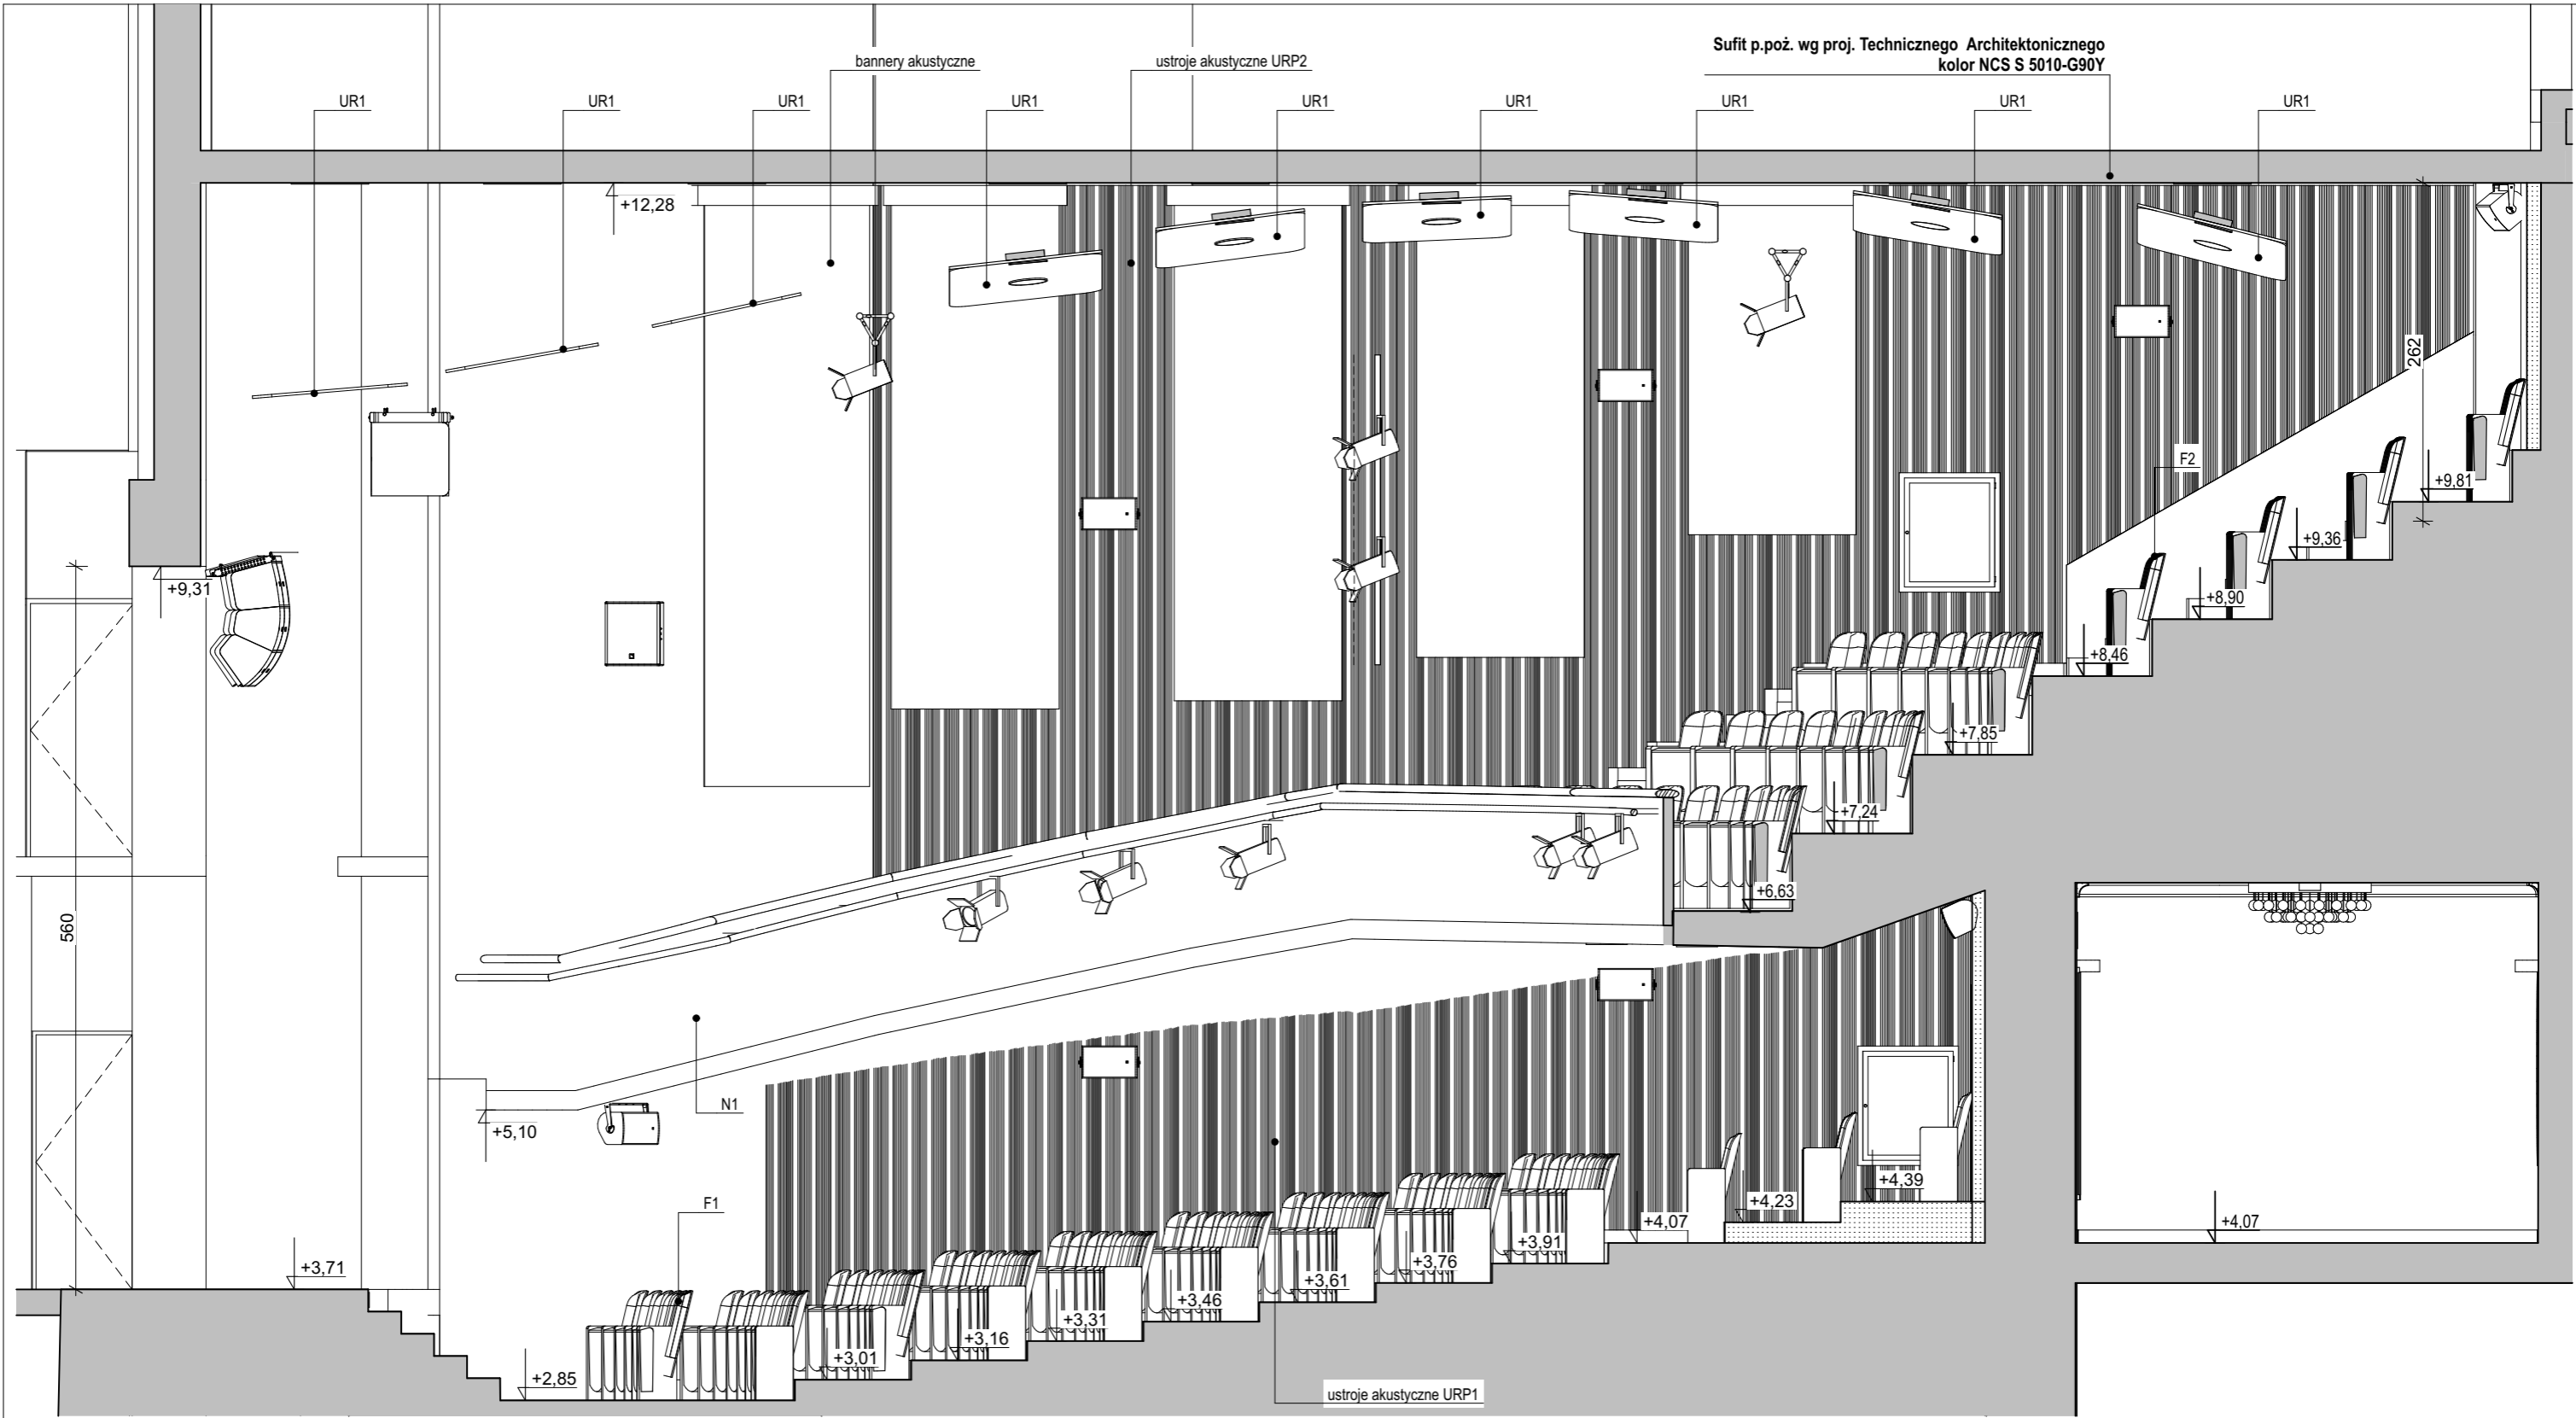 Sufit p.poż. wg proj. Technicznego Architektonicznego
kolor NCS S 5010-G90Y
bannery akustyczne
ustroje akustyczne URP2
UR1
UR1
UR1
UR1
UR1
UR1
UR1
UR1
UR1
+12,28
262
F2
+9,81
+9,36
+9,31
+8,90
+8,46
+7,85
+7,24
+6,63
560
N1
+5,10
+4,39
+4,23
+4,07
+4,07
F1
+3,91
+3,76
+3,71
+3,61
+3,46
+3,31
+3,16
+3,01
+2,85
ustroje akustyczne URP1